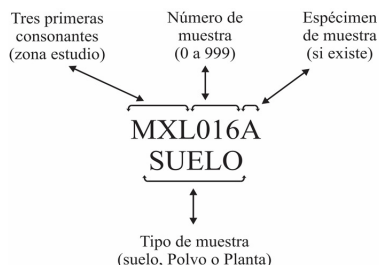 Tres primeras
consonantes
(zona estudio)
Número de
muestra
(0 a 999)
Espécimen
de muestra
(si existe)
MXL016A
SUELO
Tipo de muestra
(suelo, Polvo o Planta)